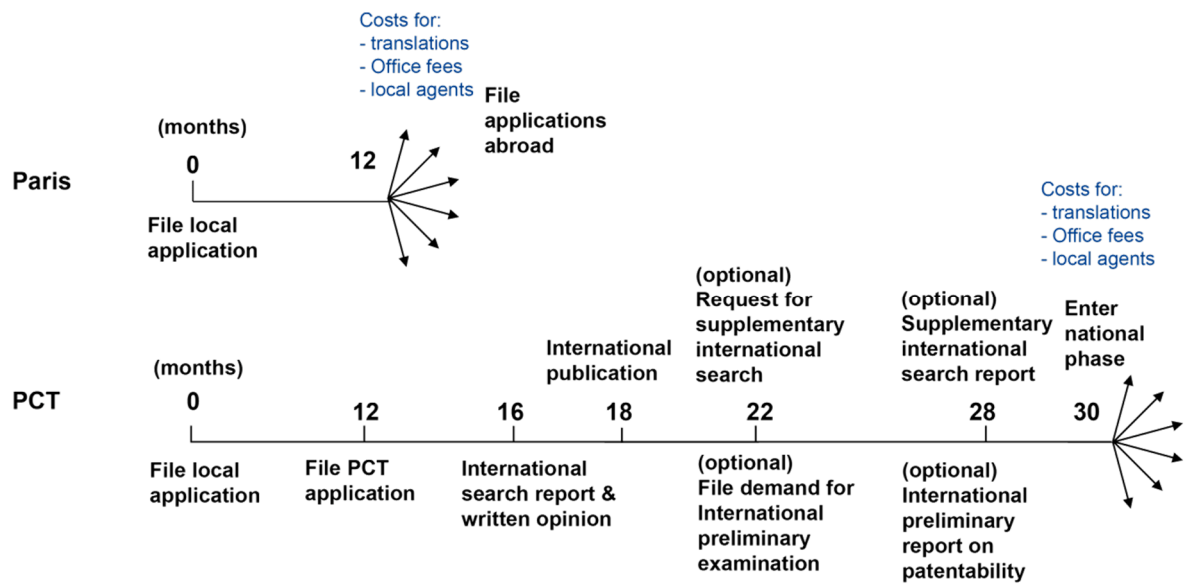 Costs for:
- translations
- Office fees
- local agents
File
applications
abroad
(months)
0
12
Paris
File local
application
Costs for:
- translations
- Office fees
- local agents
(optional)
Request for
supplementary
international
search
(optional)
Supplementary
international
search report
Enter
national
phase
International
publication
(months)
PCT
0
12
16
18
22
28
30
File local
application
File PCT
application
International
search report &
written opinion
(optional)
File demand for
International
preliminary
examination
(optional)
International
preliminary
report on
patentability